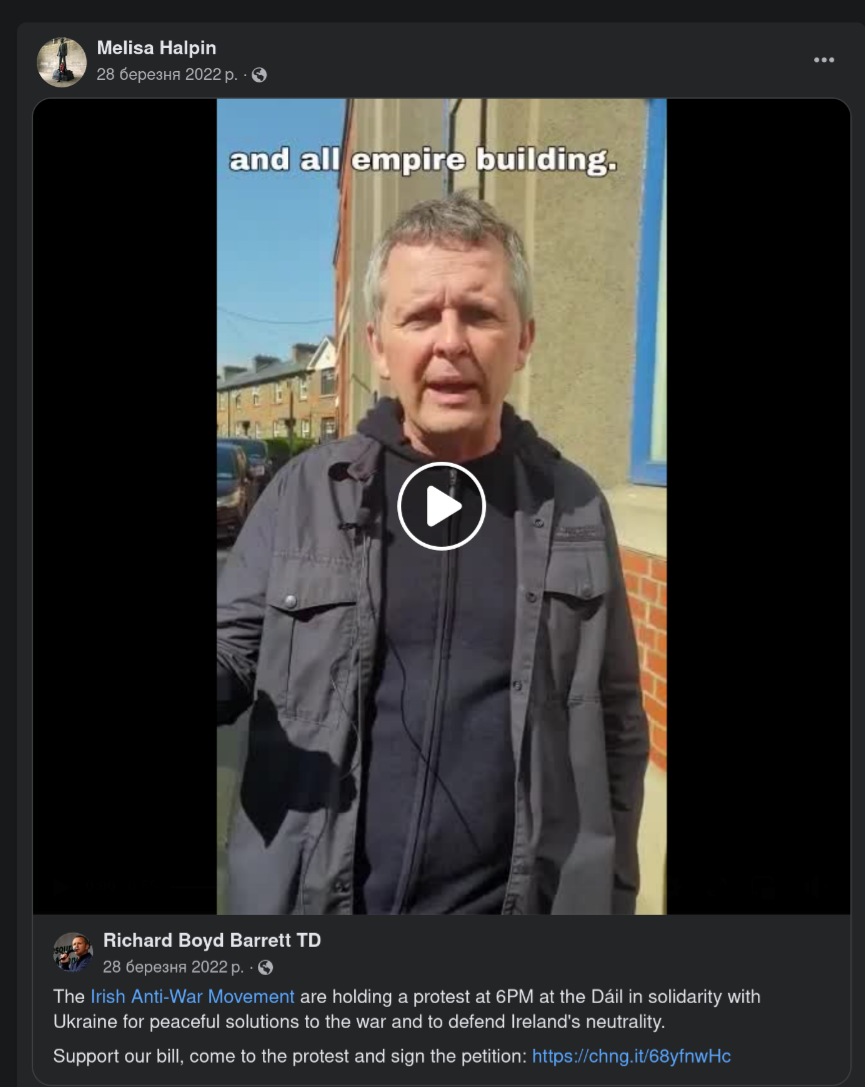 Melisa Halpin
28 березня 2022 р. ·
and all empire building.
Richard Boyd Barrett TD
28 березня 2022 р. ·
The Irish Anti-War Movement are holding a protest at 6PM at the Dáil in solidarity with
Ukraine for peaceful solutions to the war and to defend Ireland's neutrality.
Support our bill, come to the protest and sign the petition: https://chng.it/68yfnwHc